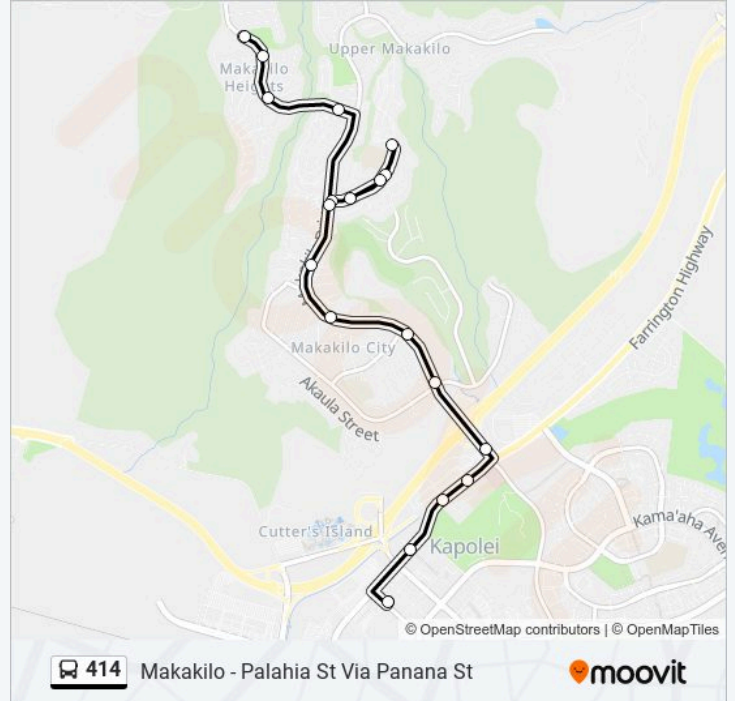 Upper Makakilo
Makakilo
Heights
Makakilo City
Akaula Street
Farrington Highway
Cutter's Island
Kapolei
Kama'aha Aven
© OpenStreetMap contributors | © OpenMapTiles
414
Makakilo - Palahia St Via Panana St
moovit